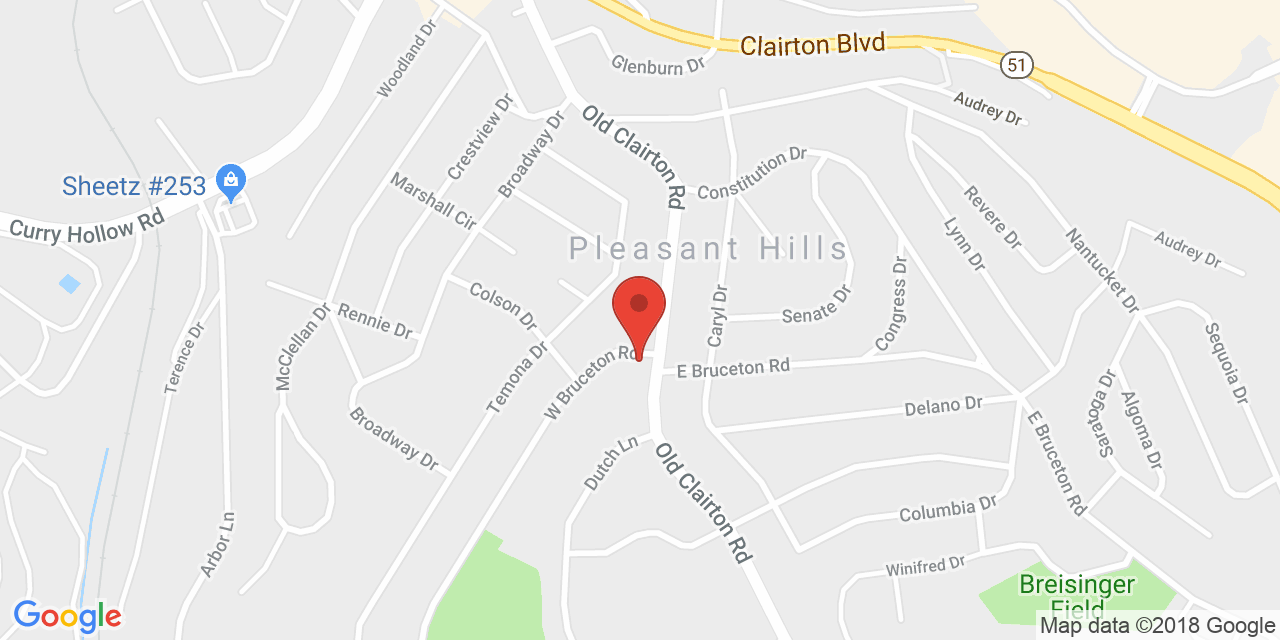 Clairton Blvd
51
Woodland Dr
Glenburn Dr
Audrey Dr
Crestview Dr
Broadway Dr
Old Clairton Rd
Constitution Dr
Sheetz #253
Marshall Cir
Curry Hollow Rd
Pleasant Hills
Revere Dr
Lynn Dr
Nantucket Dr
Audrey Dr
Colson Dr
Rennie Dr
Caryl Dr
Senate Dr
Congress Dr
McClellan Dr
Terence Dr
Temona Dr
W Bruceton Rd
E Bruceton Rd
Sequoia Dr
Saratoga Dr
Algoma Dr
Delano Dr
Broadway Dr
Dutch Ln
Old Clairton Rd
E Bruceton Rd
Columbia Dr
Arbor Ln
Winifred Dr
Breisinger
Field
Google
Map data ©2018 Google